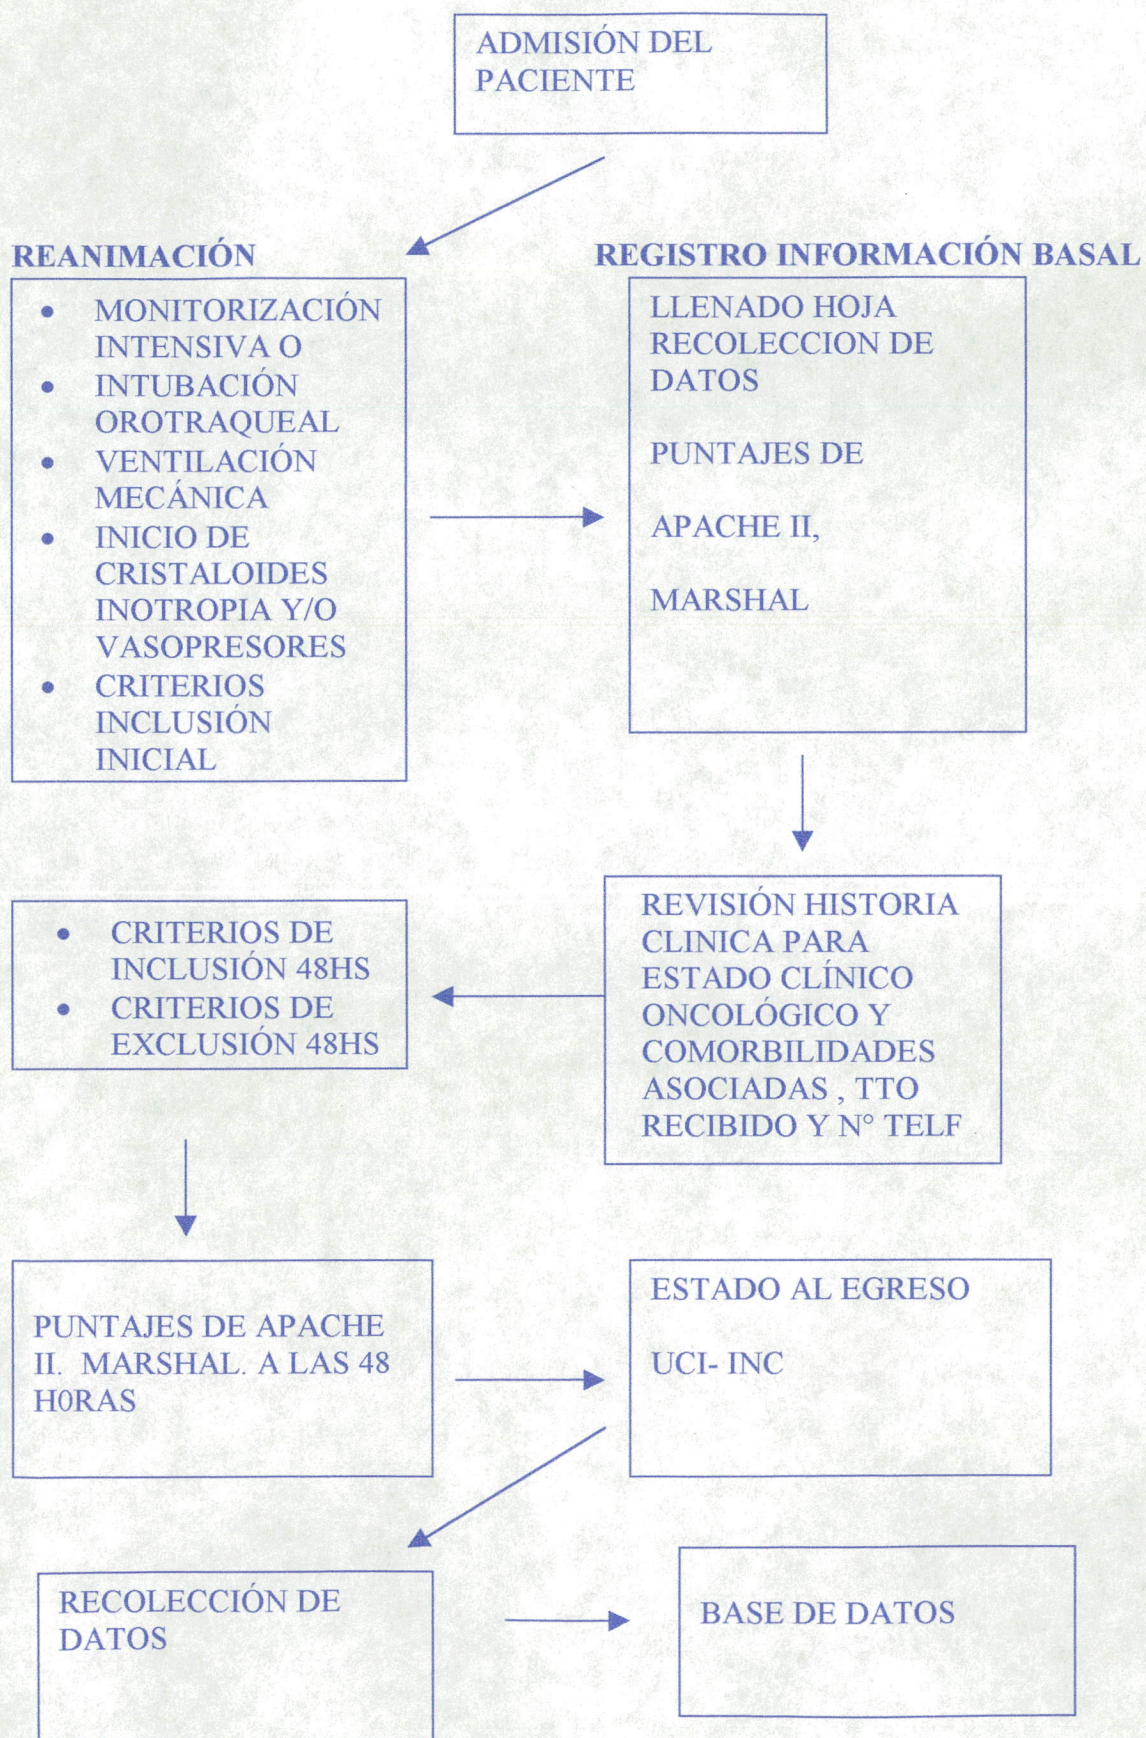 ADMISIÓN DEL
PACIENTE
REANIMACIÓN
• MONITORIZACIÓN
INTENSIVA O
• INTUBACIÓN
OROTRAQUEAL
• VENTILACIÓN
MECÁNICA
• INICIO DE
CRISTALOIDES
INOTROPIA Y/O
VASOPRESORES
• CRITERIOS
INCLUSIÓN
INICIAL
REGISTRO INFORMACIÓN BASAL
LLENADO HOJA
RECOLECCION DE
DATOS
PUNTAJES DE
APACHE II,
MARSHAL
REVISIÓN HISTORIA
CLINICA PARA
ESTADO CLÍNICO
ONCOLÓGICO Y
COMORBILIDADES
ASOCIADAS , TTO
RECIBIDO Y N° TELF
• CRITERIOS DE
INCLUSIÓN 48HS
• CRITERIOS DE
EXCLUSIÓN 48HS
PUNTAJES DE APACHE
II. MARSHAL. A LAS 48
H0RAS
ESTADO AL EGRESO
UCI- INC
RECOLECCIÓN DE
DATOS
BASE DE DATOS